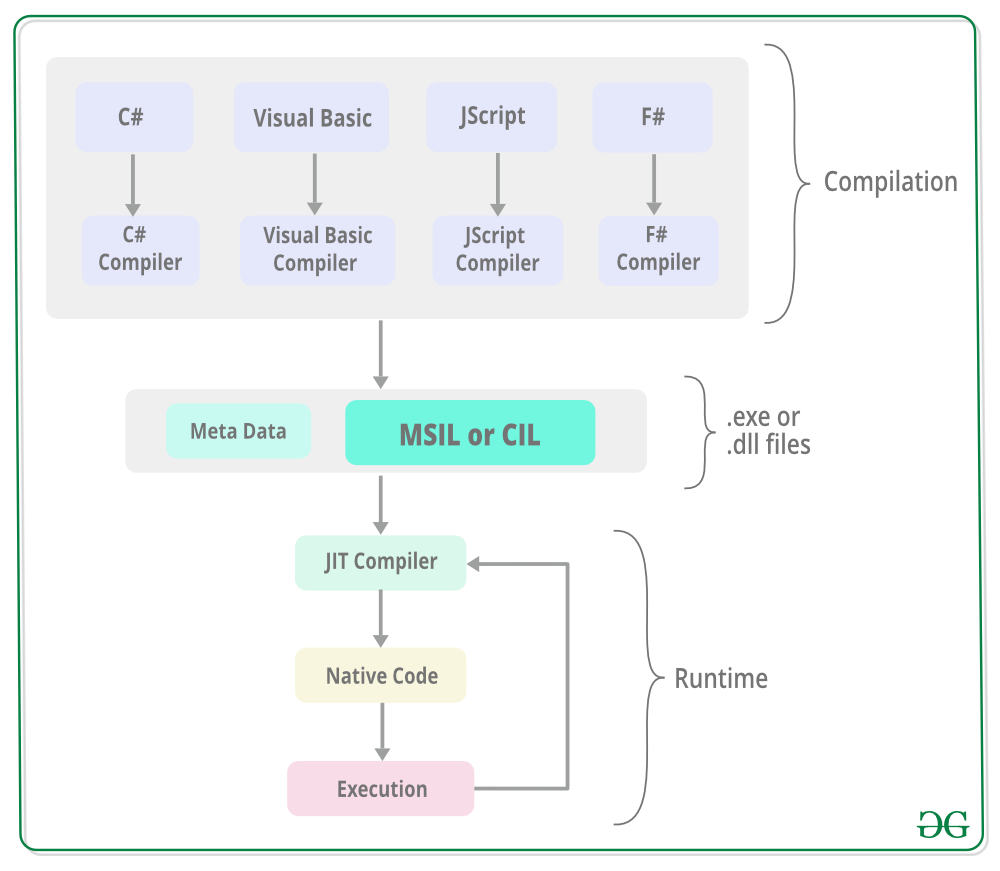 C#
Visual Basic
JScript
F#
C#
Compiler
Visual Basic
Compiler
JScript
Compiler
F#
Compiler
Compilation
Meta Data
MSIL or CIL
.exe or
.dll files
JIT Compiler
Native Code
Execution
Runtime